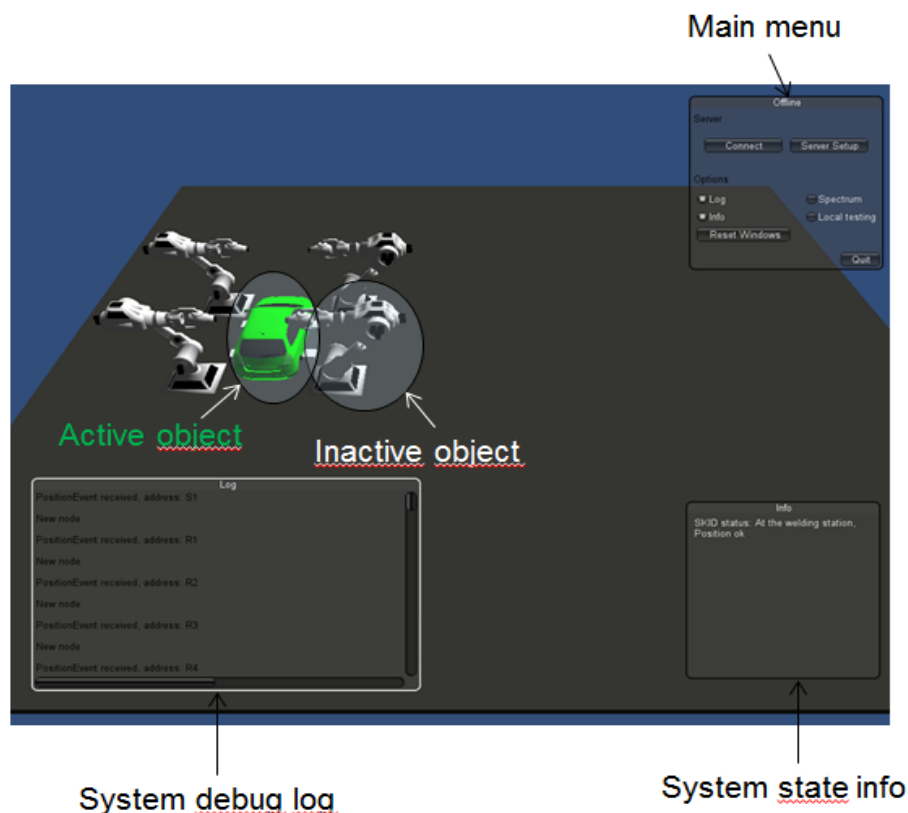 Main menu
Offline
Server
Connect
Server Setup
Options
Log
Spectrum
Info
Local testing
Reset Windows
Quit
Active object
Inactive object
Log
PositionEvent received, address: S1
New node
PositionEvent received, address: R1
New node
PositionEvent received, address: R2
New node
PositionEvent received, address: R3
New node
PositionEvent received, address: R4
Info
SKID status: At the welding station,
Position ok
System debug log
System state info